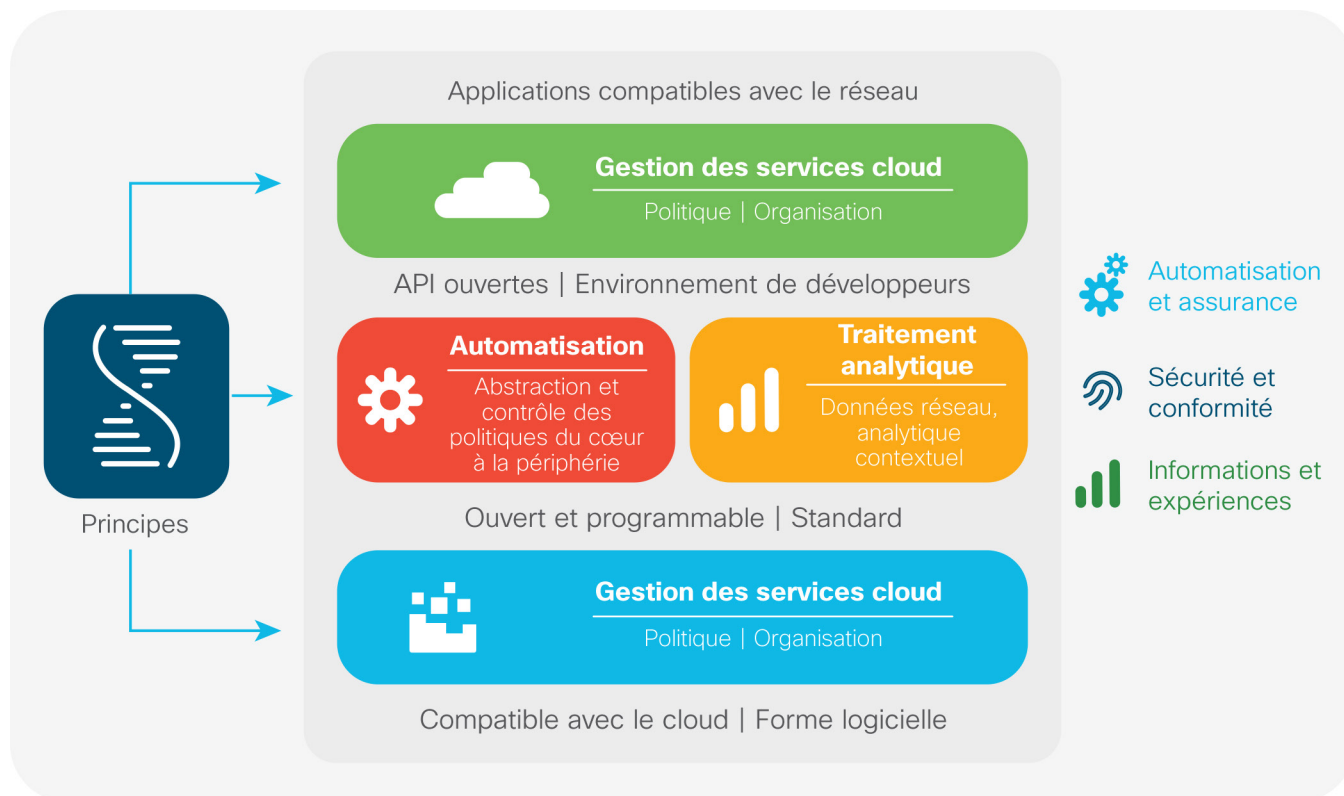 Applications compatibles avec le réseau
Gestion des services cloud
Politique | Organisation
API ouvertes | Environnement de développeurs
Automatisation
Abstraction et
contrôle des
politiques du cœur
à la périphérie
Traitement
analytique
Données réseau,
analytique
contextuel
Principes
Ouvert et programmable | Standard
Gestion des services cloud
Politique | Organisation
Compatible avec le cloud | Forme logicielle
Automatisation
et assurance
Sécurité et
conformité
Informations et
expériences